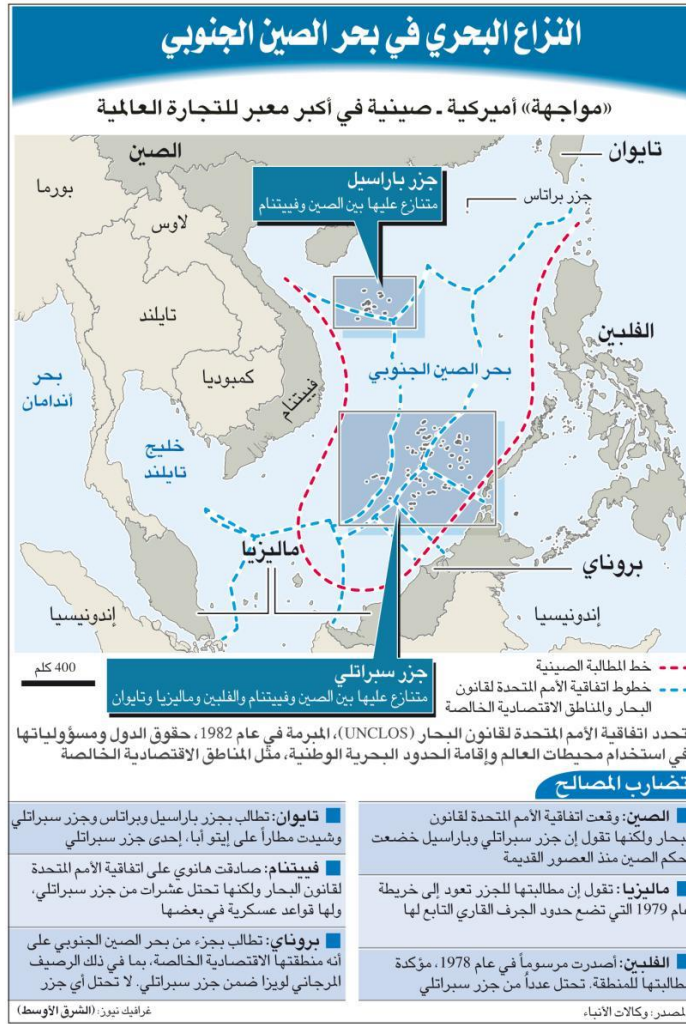 النزاع البحري في بحر الصين الجنوبي
«مواجهة» أميركية ـ صينية في أكبر معبر للتجارة العالمية
الصين
تايوان
بورما
جزر باراسيل
متنازع عليها بين الصين وفييتنام
جزر براتاس
لاوس
تايلند
الفلبين
بحر الصين الجنوبي
كمبوديا
فييتنام
بحر
أندامان
خليج
تايلند
ماليزيا
بروناي
إندونيسيا
إندونيسيا
خط المطالبة الصينية
خطوط اتفاقية الأمم المتحدة لقانون
البحار والمناطق الاقتصادية الخالصة
جزر سبراتلي
متنازع عليها بين الصين وفييتنام والفلبين وماليزيا وتايوان
400 كلم
تحدد اتفاقية الأمم المتحدة لقانون البحار (UNCLOS)، المبرمة في عام 1982، حقوق الدول ومسؤولياتها
في استخدام محيطات العالم وإقامة الحدود البحرية الوطنية، مثل المناطق الاقتصادية الخالصة
تضارب المصالح
الصين: وقعت اتفاقية الأمم المتحدة لقانون
البحار ولكنها تقول إن جزر سبراتلي وباراسيل خضعت
لحكم الصين منذ العصور القديمة
ماليزيا: تقول إن مطالبتها للجزر تعود إلى خريطة
عام 1979 التي تضع حدود الجرف القاري التابع لها
الفلبين: أصدرت مرسوماً في عام 1978، مؤكدة
مطالبتها للمنطقة. تحتل عدداً من جزر سبراتلي
تايوان: تطالب بجزر باراسيل وبراتاس وجزر سبراتلي
وشيدت مطاراً على إيتو أبا، إحدى جزر سبراتلي
فييتنام: صادقت هانوي على اتفاقية الأمم المتحدة
لقانون البحار ولكنها تحتل عشرات من جزر سبراتلي،
ولها قواعد عسكرية في بعضها
بروناي: تطالب بجزء من بحر الصين الجنوبي على
أنه منطقتها الاقتصادية الخالصة، بما في ذلك الرصيف
المرجاني لويزا ضمن جزر سبراتلي. لا تحتل أي جزر
المصدر: وكالات الأنباء
غرافيك نيوز: (الشرق الأوسط)